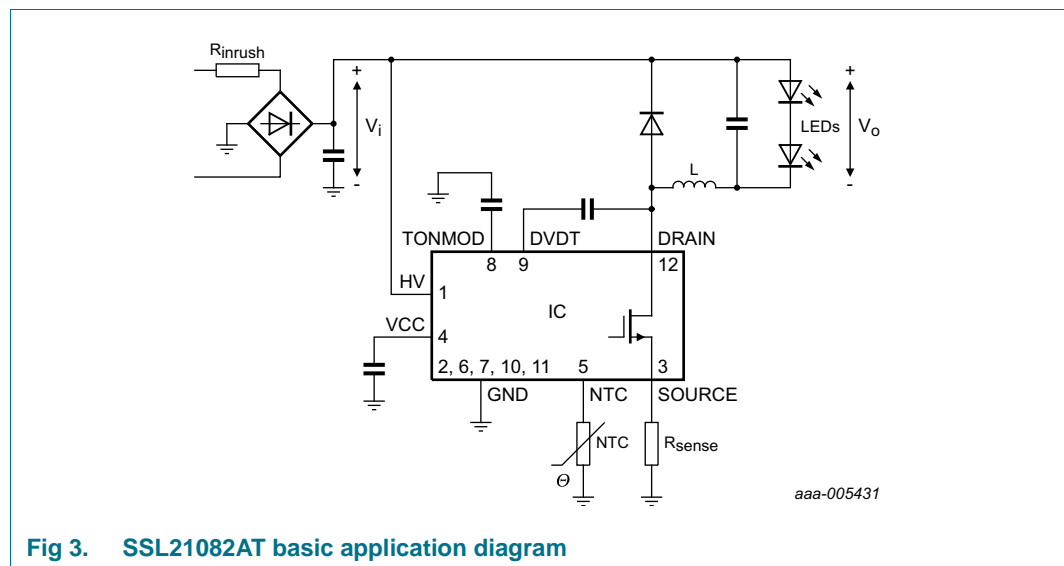 Rinrush
+
Vi
-
LEDs
+
Vo
-
L
TONMOD
DVDT
DRAIN
8
9
12
HV
1
IC
VCC
4
2, 6, 7, 10, 11
5
3
GND
NTC
SOURCE
NTC
Rsense
Θ
aaa-005431
Fig 3. SSL21082AT basic application diagram